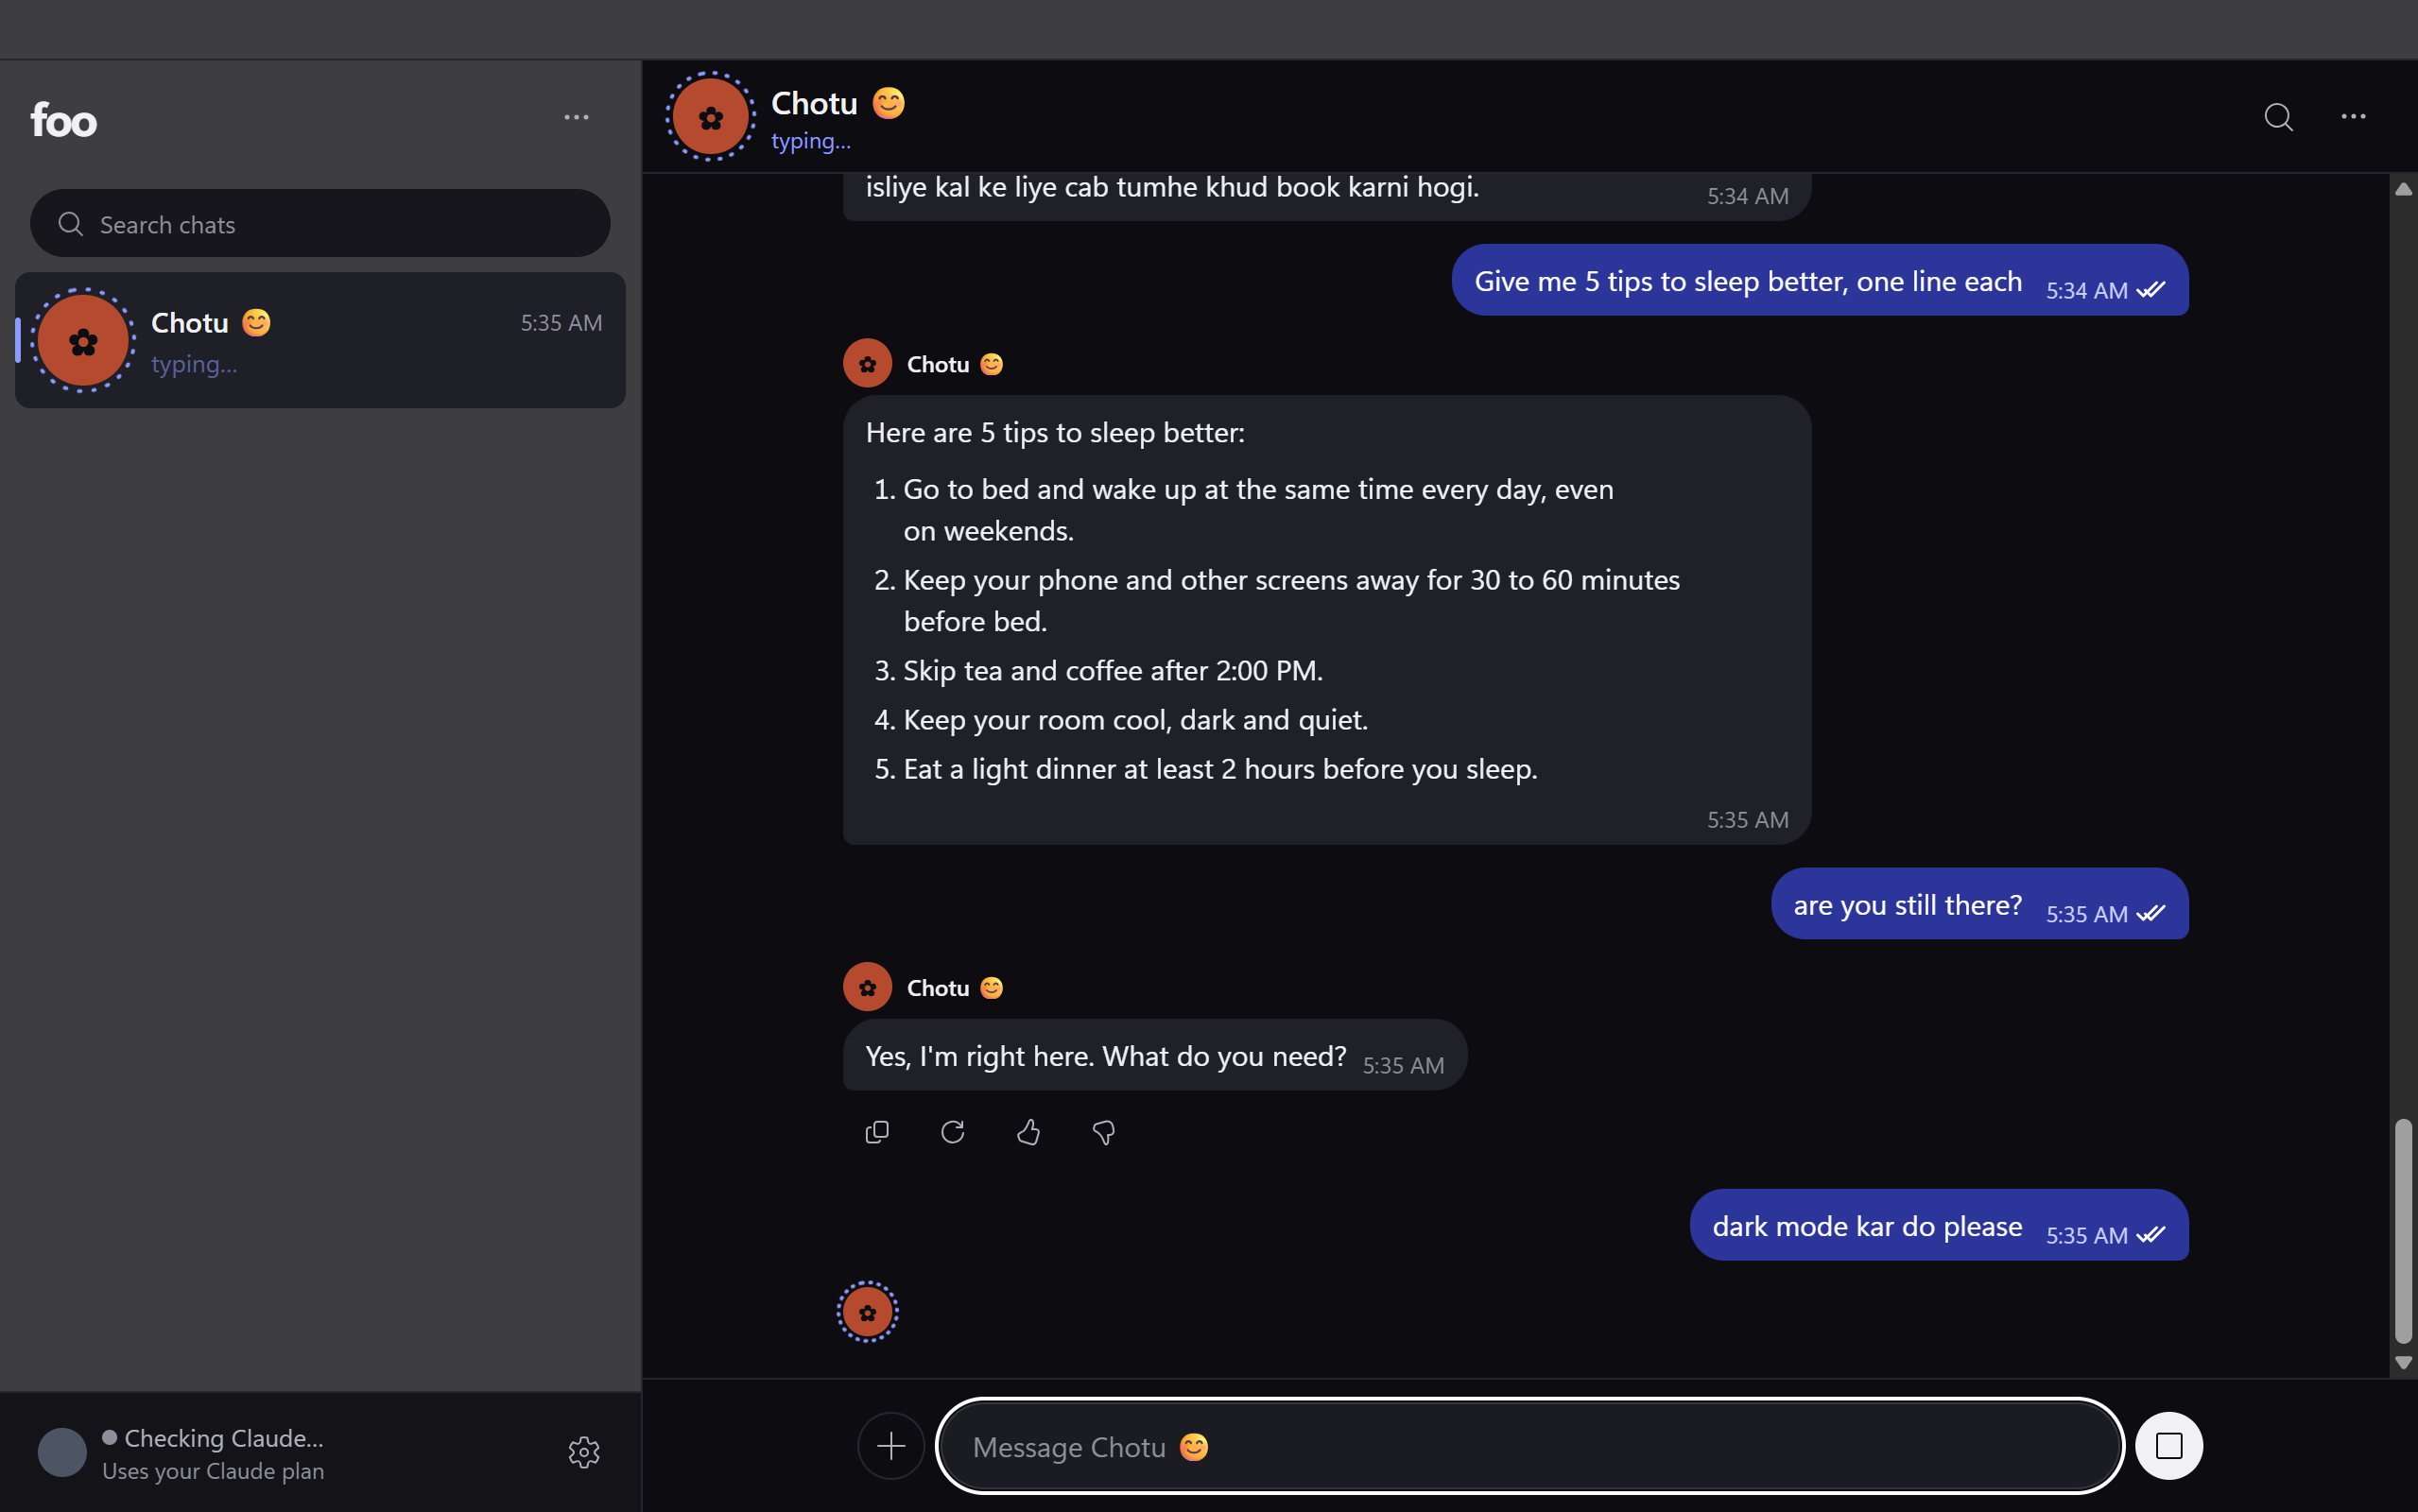 foo
Search chats
Chotu 😊
5:35 AM
typing...
Checking Claude...
Uses your Claude plan
Chotu 😊
typing...
isliye kal ke liye cab tumhe khud book karni hogi.
5:34 AM
Give me 5 tips to sleep better, one line each
5:34 AM
Chotu 😊
Here are 5 tips to sleep better:
1. Go to bed and wake up at the same time every day, even
on weekends.
2. Keep your phone and other screens away for 30 to 60 minutes
before bed.
3. Skip tea and coffee after 2:00 PM.
4. Keep your room cool, dark and quiet.
5. Eat a light dinner at least 2 hours before you sleep.
5:35 AM
are you still there?
5:35 AM
Chotu 😊
Yes, I'm right here. What do you need?
5:35 AM
dark mode kar do please
5:35 AM
Message Chotu 😊